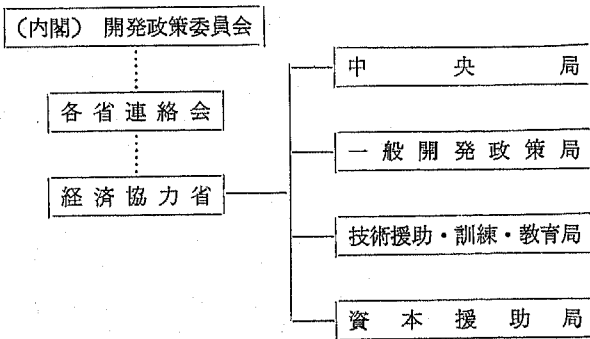 (内閣) 開発政策委員会
各省連絡会
経済協力省
中央局
一般開発政策局
技術援助・訓練・教育局
資本援助局